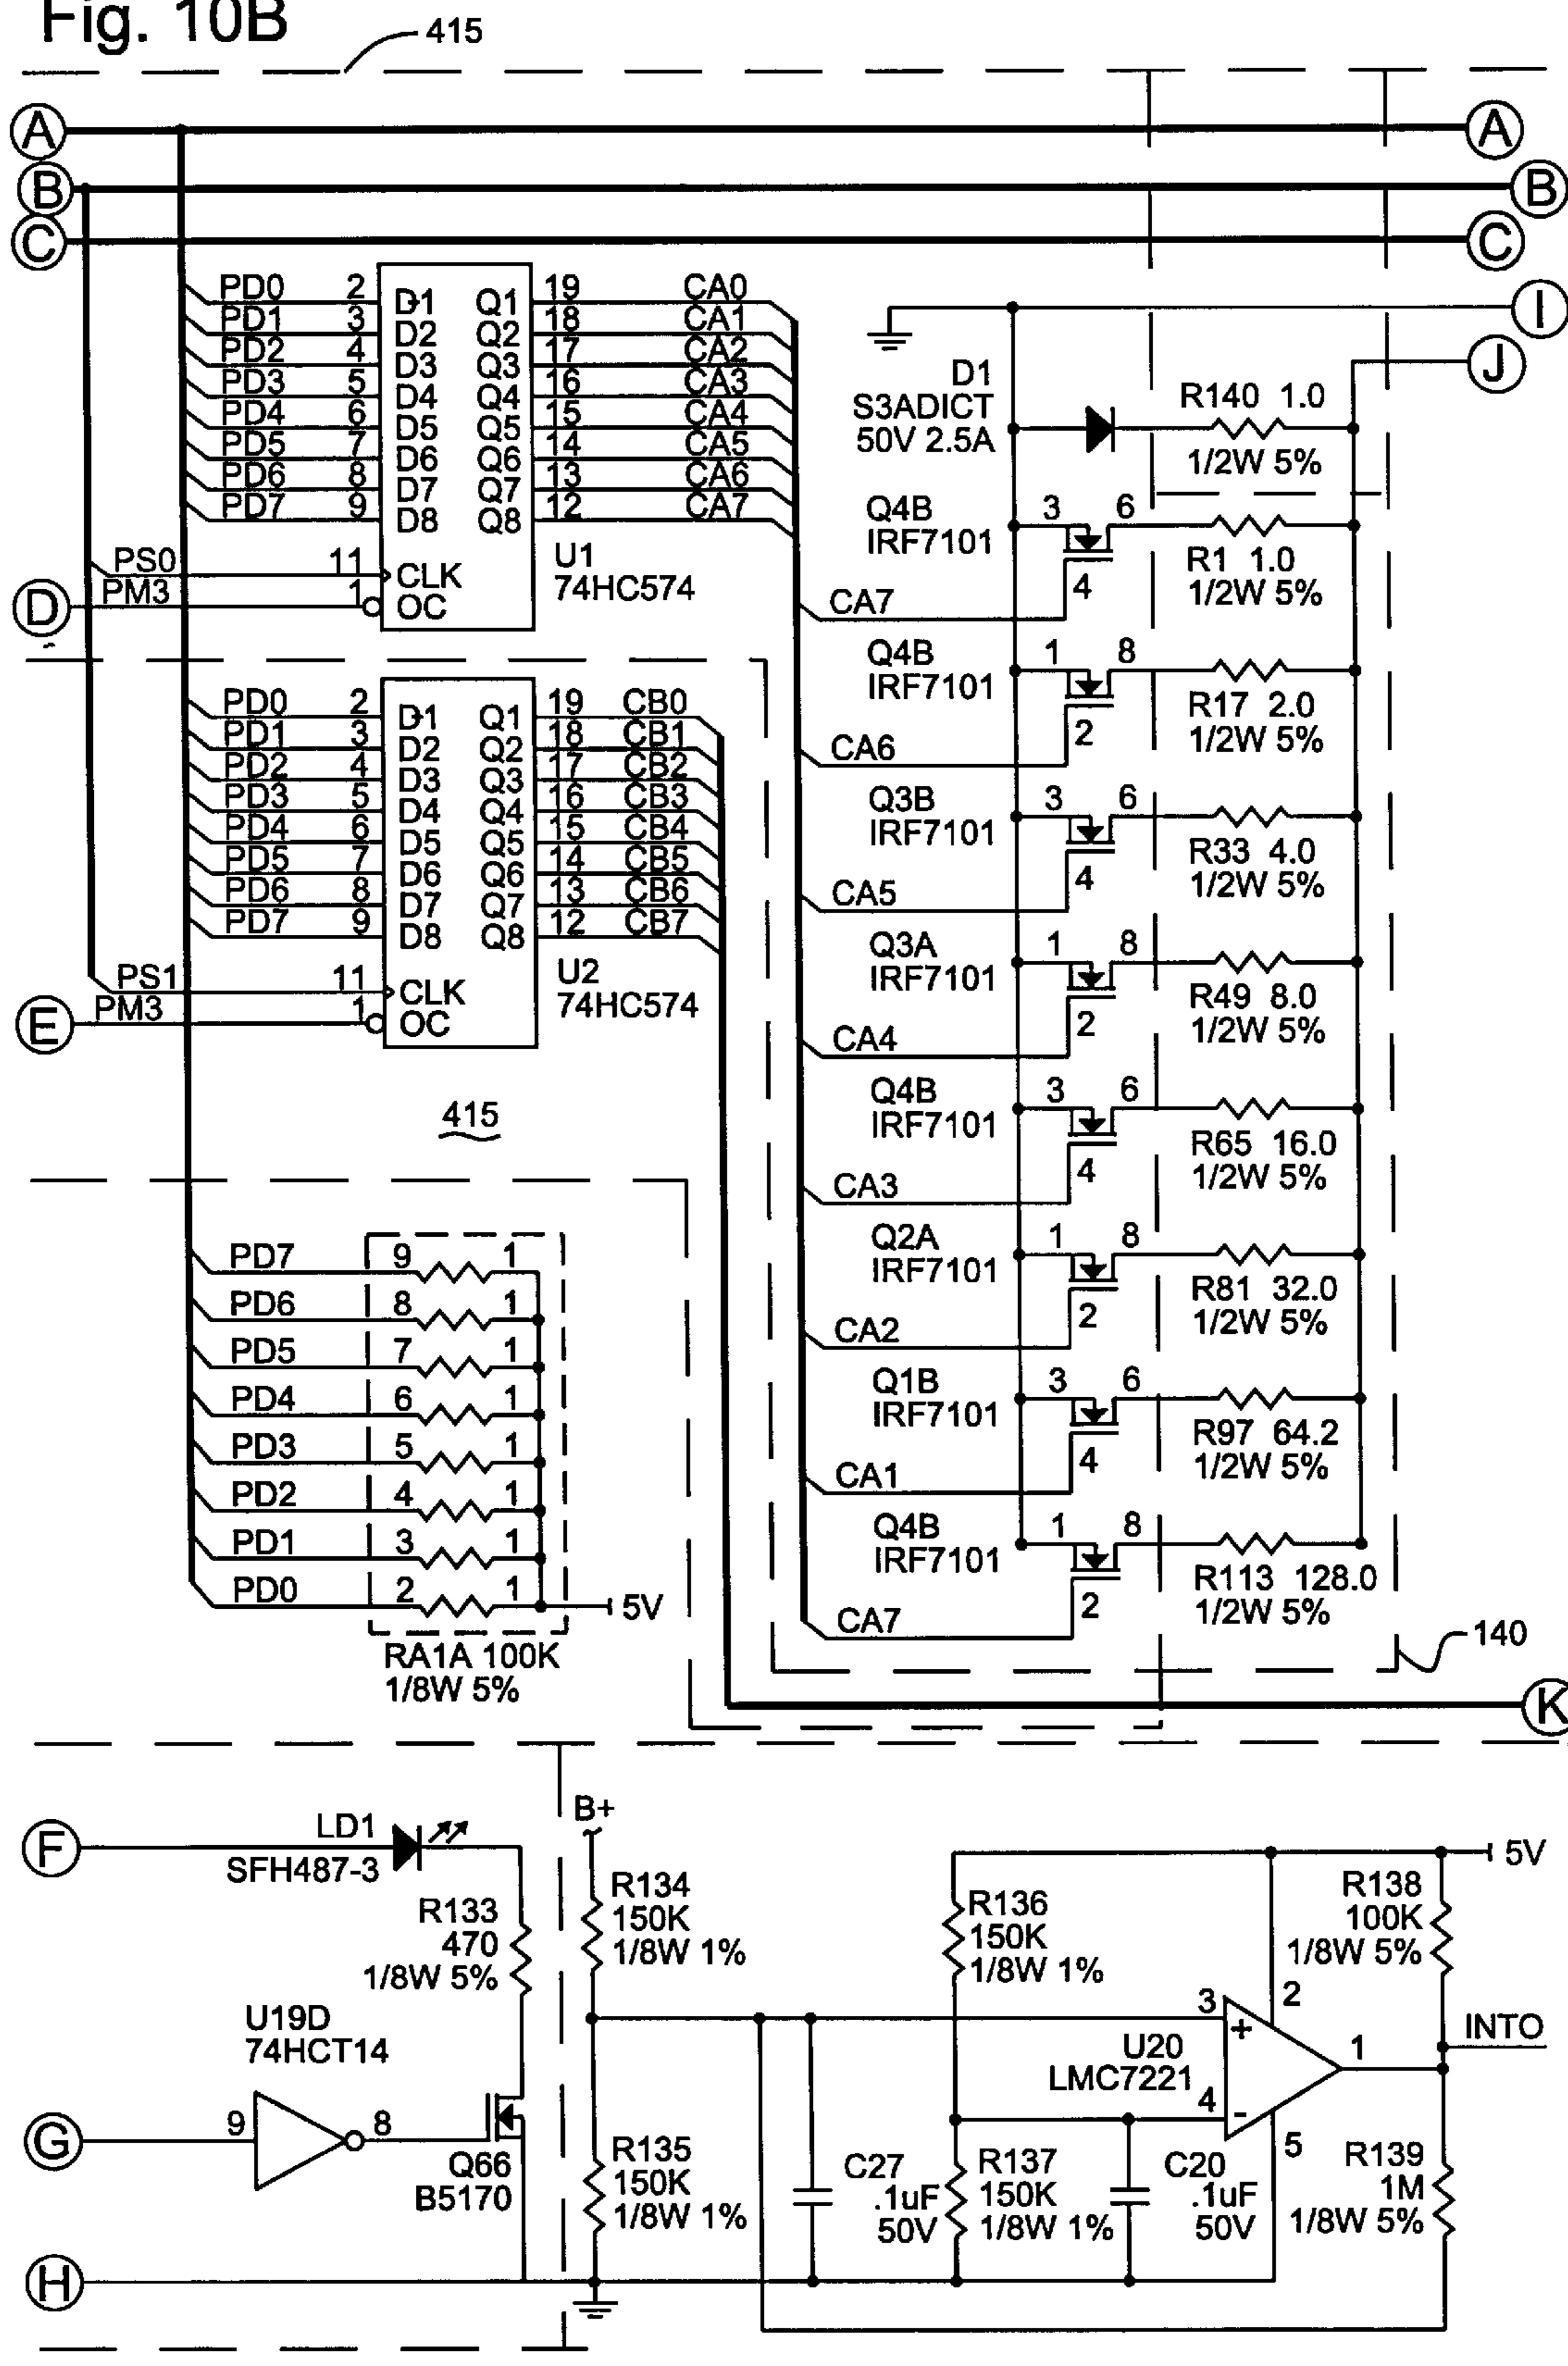 Fig. 10B
415
A A
B B
C C
PD0 2 D1 Q1 19 CA0
PD1 3 D2 Q2 18 CA1
PD2 4 D3 Q3 17 CA2
PD3 5 D4 Q4 16 CA3
PD4 6 D5 Q5 15 CA4
PD5 7 D6 Q6 14 CA5
PD6 8 D7 Q7 13 CA6
PD7 9 D8 Q8 12 CA7
PS0 11 CLK
D PM3 1 OC
U1
74HC574
I
J
D1
S3ADICT
50V 2.5A
R140 1.0
1/2W 5%
Q4B
IRF7101
3 6
4
R1 1.0
1/2W 5%
CA7
Q4B
IRF7101
1 8
2
R17 2.0
1/2W 5%
CA6
Q3B
IRF7101
3 6
4
R33 4.0
1/2W 5%
CA5
Q3A
IRF7101
1 8
2
R49 8.0
1/2W 5%
CA4
Q4B
IRF7101
3 6
4
R65 16.0
1/2W 5%
CA3
Q2A
IRF7101
1 8
2
R81 32.0
1/2W 5%
CA2
Q1B
IRF7101
3 6
4
R97 64.2
1/2W 5%
CA1
Q4B
IRF7101
1 8
2
R113 128.0
1/2W 5%
CA7
140
PD0 2 D1 Q1 19 CB0
PD1 3 D2 Q2 18 CB1
PD2 4 D3 Q3 17 CB2
PD3 5 D4 Q4 16 CB3
PD4 6 D5 Q5 15 CB4
PD5 7 D6 Q6 14 CB5
PD6 8 D7 Q7 13 CB6
PD7 9 D8 Q8 12 CB7
PS1 11 CLK
E PM3 1 OC
U2
74HC574
415
PD7 9 1
PD6 8 1
PD5 7 1
PD4 6 1
PD3 5 1
PD2 4 1
PD1 3 1
PD0 2 1 5V
RA1A 100K
1/8W 5%
K
F
LD1
SFH487-3
R133
470
1/8W 5%
U19D
74HCT14
G 9 8
Q66
B5170
H
B+
R134
150K
1/8W 1%
R135
150K
1/8W 1%
C27
.1uF
50V
R136
150K
1/8W 1%
R137
150K
1/8W 1%
C20
.1uF
50V
U20
LMC7221
3 + 2
4 - 5
1
5V
R138
100K
1/8W 5%
INTO
R139
1M
1/8W 5%